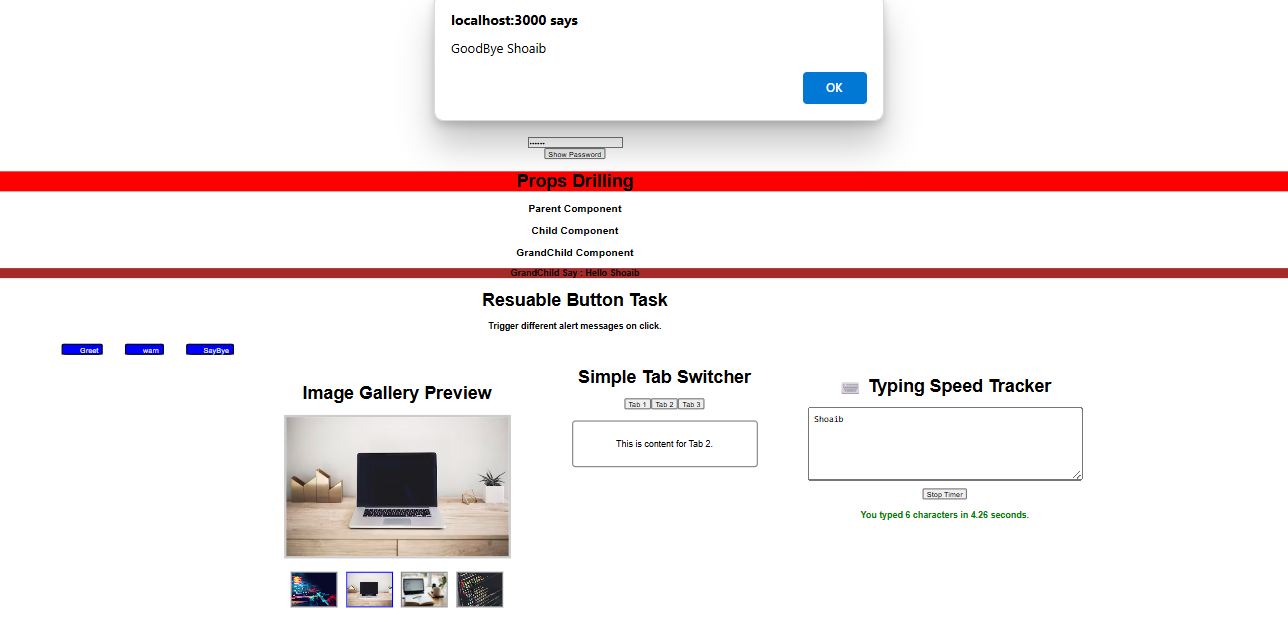 localhost:3000 says
GoodBye Shoaib
OK
••••••
Show Password
Props Drilling
Parent Component
Child Component
GrandChild Component
GrandChild Say : Hello Shoaib
Resuable Button Task
Trigger different alert messages on click.
Greet warn SayBye
Image Gallery Preview
Simple Tab Switcher
Tab 1 Tab 2 Tab 3
This is content for Tab 2.
Typing Speed Tracker
Shoaib
Stop Timer
You typed 6 characters in 4.26 seconds.